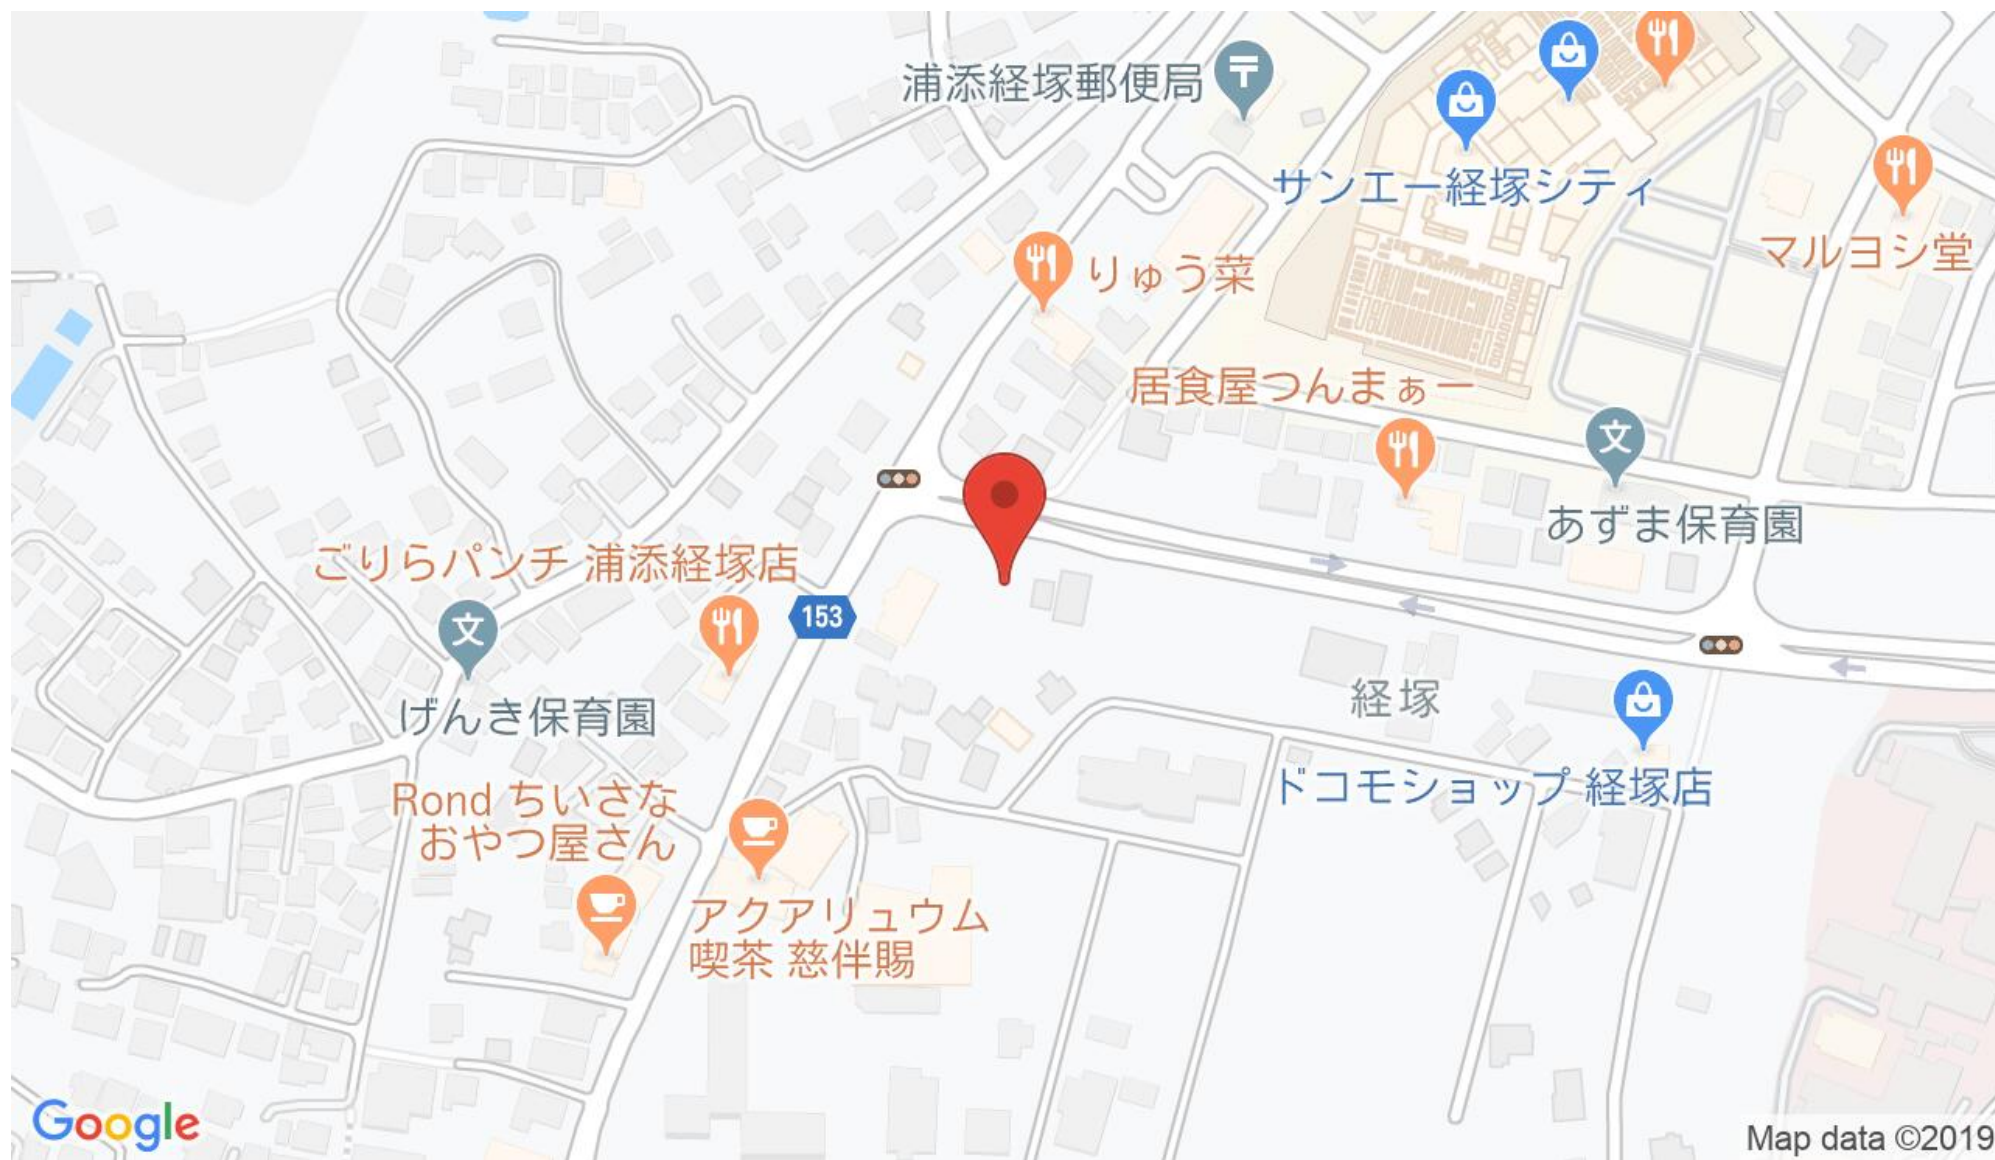 浦添経塚郵便局
サンエー経塚シティ
マルヨシ堂
りゅう菜
居食屋つんまぁー
あずま保育園
ごりらパンチ 浦添経塚店
153
げんき保育園
経塚
ドコモショップ 経塚店
Rond ちいさな
おやつ屋さん
アクアリュウム
喫茶 慈伴賜
Google
Map data ©2019